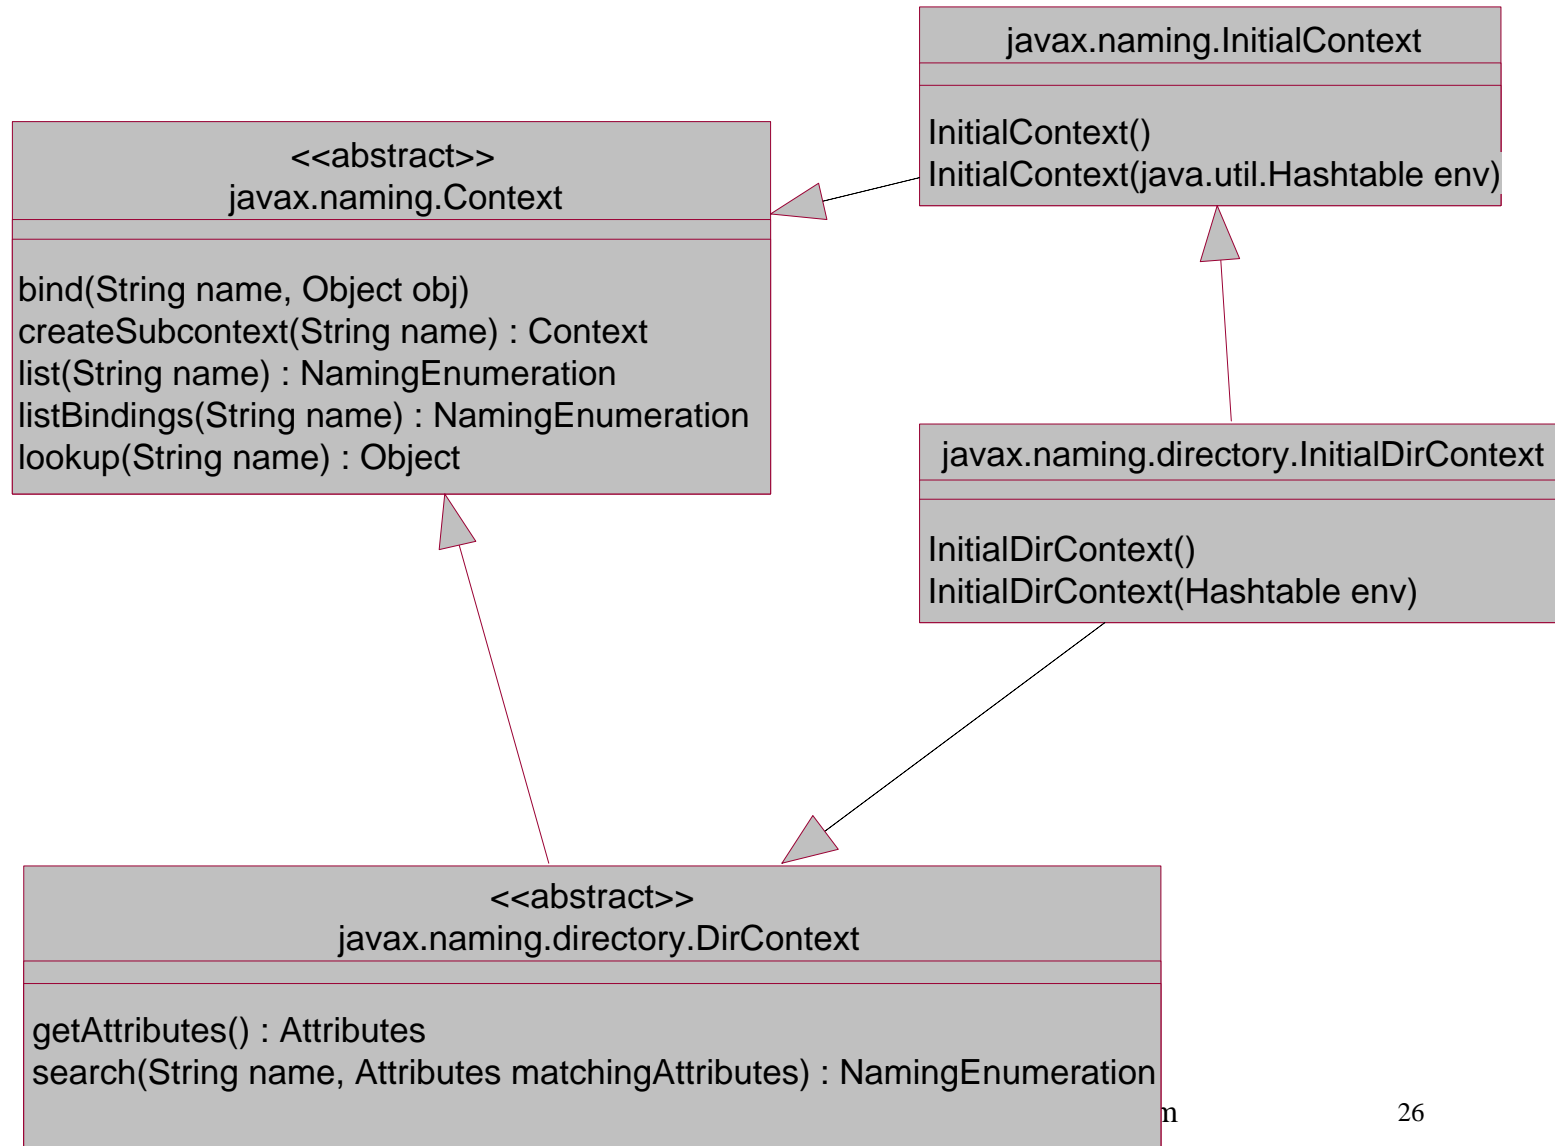 javax.naming.InitialContext
InitialContext()
InitialContext(java.util.Hashtable env)
<<abstract>>
javax.naming.Context
bind(String name, Object obj)
createSubcontext(String name) : Context
list(String name) : NamingEnumeration
listBindings(String name) : NamingEnumeration
lookup(String name) : Object
javax.naming.directory.InitialDirContext
InitialDirContext()
InitialDirContext(Hashtable env)
<<abstract>>
javax.naming.directory.DirContext
getAttributes() : Attributes
search(String name, Attributes matchingAttributes) : NamingEnumeration
26